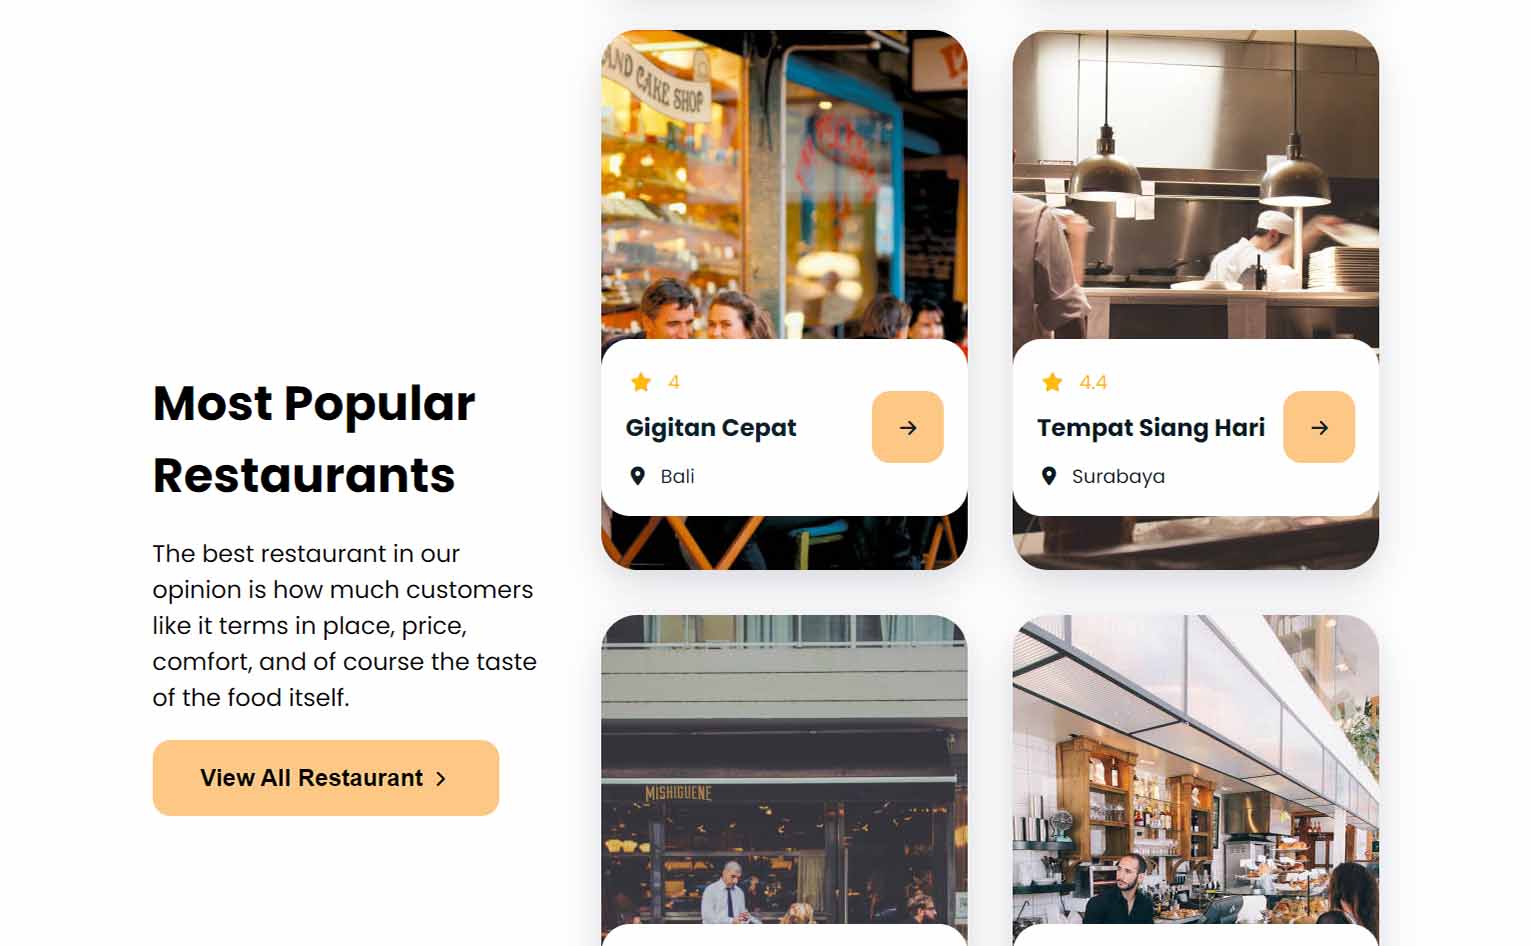 Most Popular
Restaurants
The best restaurant in our
opinion is how much customers
like it terms in place, price,
comfort, and of course the taste
of the food itself.
View All Restaurant
AND CAKE SHOP
4
Gigitan Cepat
Bali
4.4
Tempat Siang Hari
Surabaya
MISHIGUENE